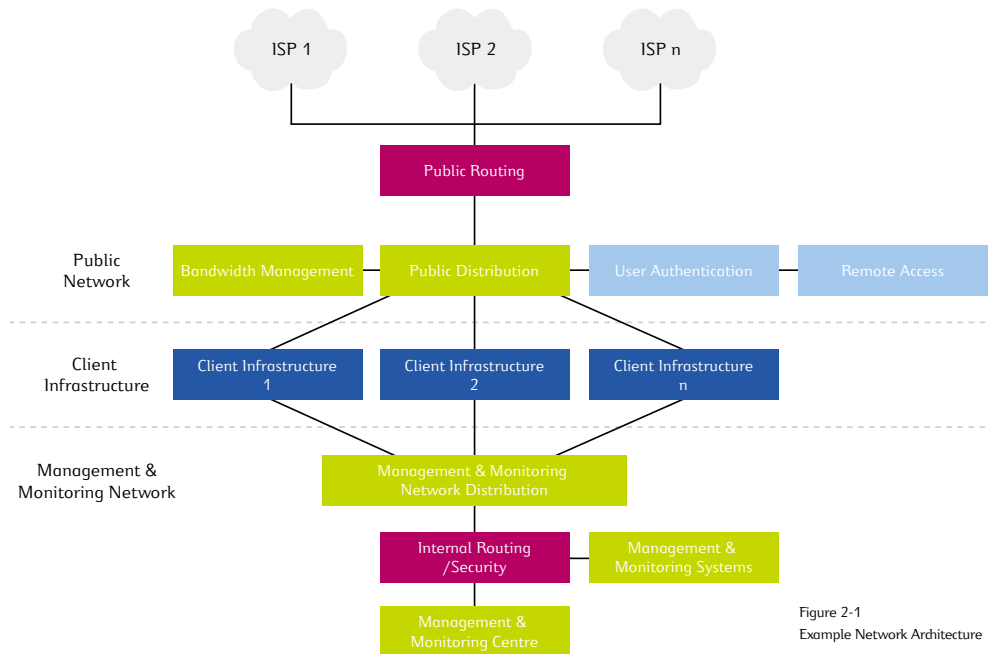 ISP 1
ISP 2
ISP n
Public Routing
Public
Network
Bandwidth Management
Public Distribution
User Authentication
Remote Access
Client
Infrastructure
Client Infrastructure
1
Client Infrastructure
2
Client Infrastructure
n
Management &
Monitoring Network
Management & Monitoring
Network Distribution
Internal Routing
/Security
Management &
Monitoring Systems
Management &
Monitoring Centre
Figure 2-1
Example Network Architecture